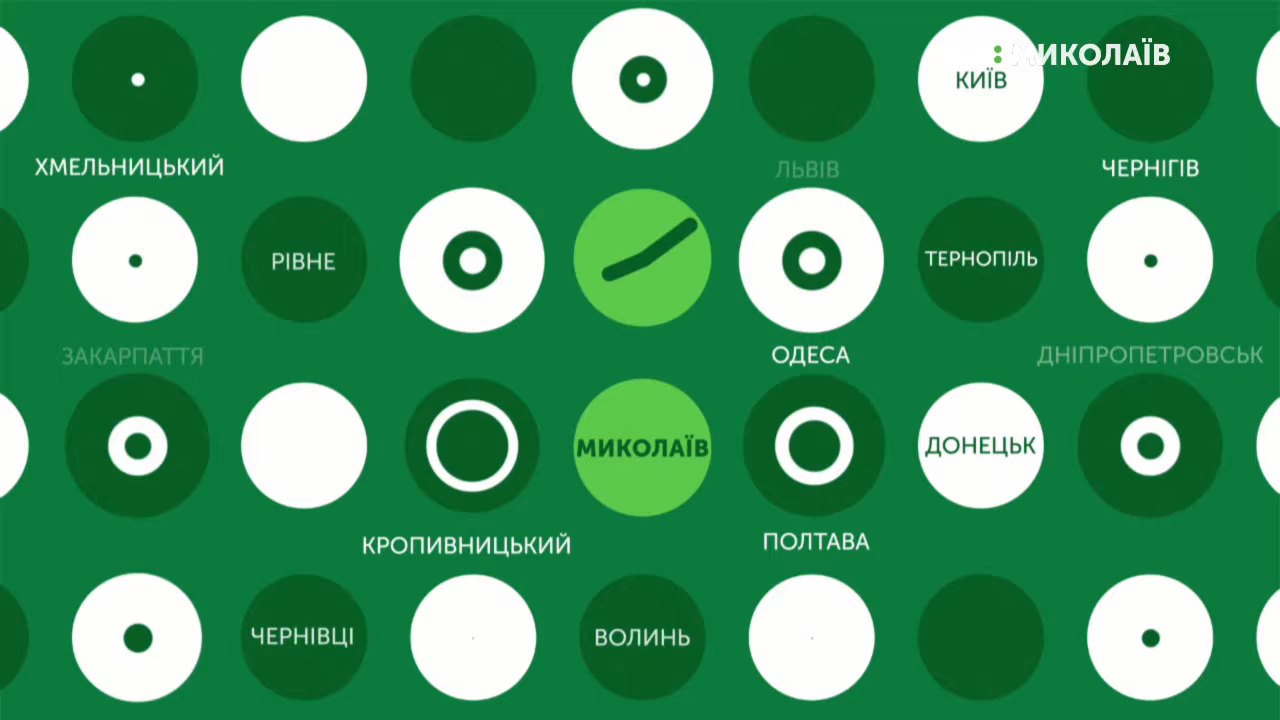 :МИКОЛАЇВ
КИЇВ
ХМЕЛЬНИЦЬКИЙ
ЛЬВІВ
ЧЕРНІГІВ
РІВНЕ
ТЕРНОПІЛЬ
ЗАКАРПАТТЯ
ОДЕСА
ДНІПРОПЕТРОВСЬК
МИКОЛАЇВ
ДОНЕЦЬК
КРОПИВНИЦЬКИЙ
ПОЛТАВА
ЧЕРНІВЦІ
ВОЛИНЬ